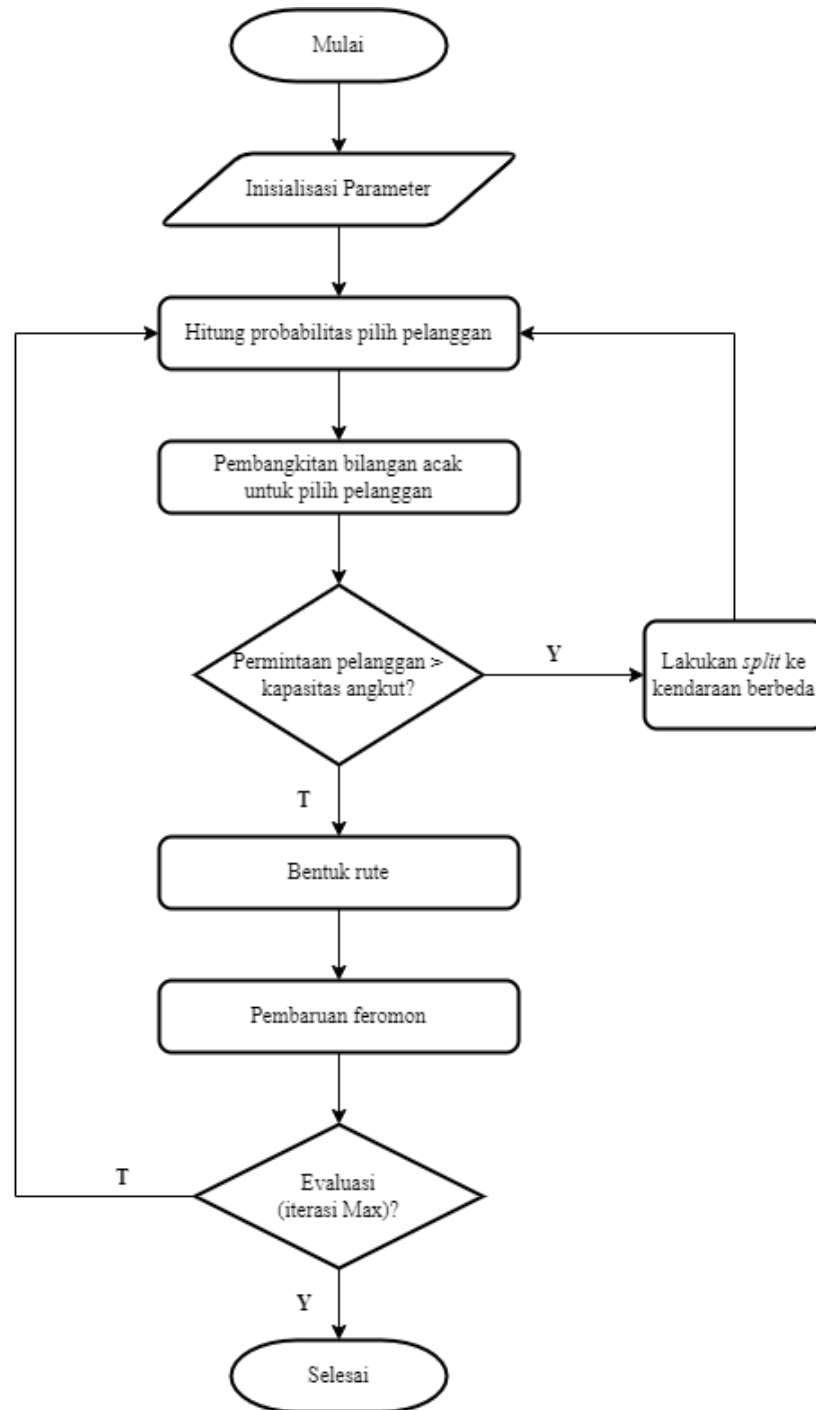 Mulai
Inisialisasi Parameter
Hitung probabilitas pilih pelanggan
Pembangkitan bilangan acak
untuk pilih pelanggan
Permintaan pelanggan >
kapasitas angkut?
Y
Lakukan split ke
kendaraan berbeda
T
Bentuk rute
Pembaruan feromon
Evaluasi
(iterasi Max)?
T
Y
Selesai